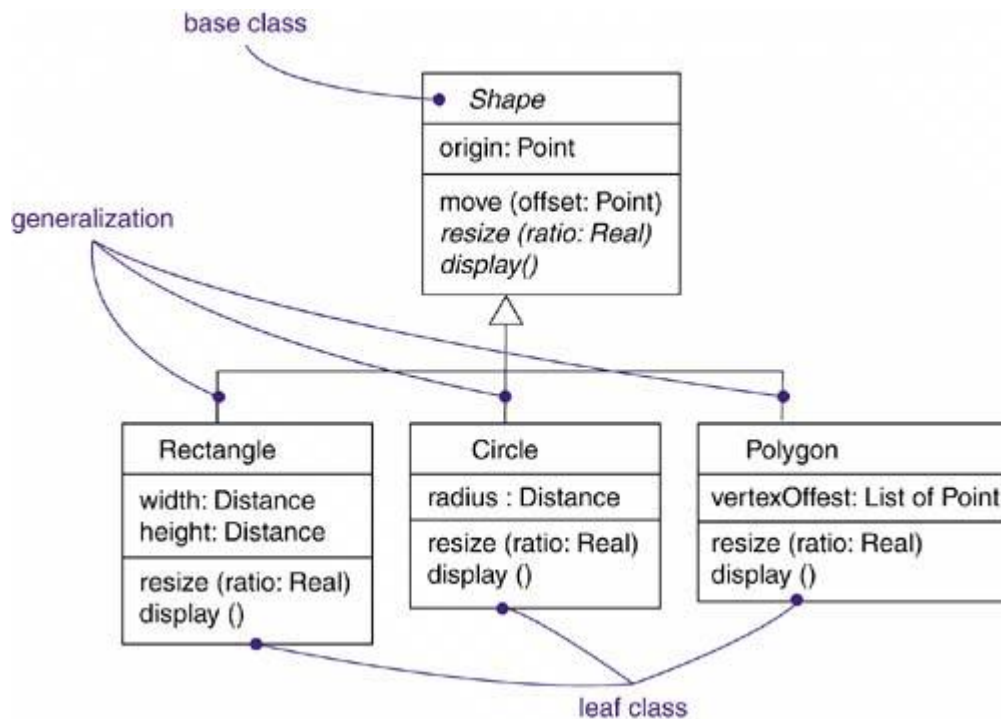 base class
Shape
origin: Point
move (offset: Point)
resize (ratio: Real)
display()
generalization
Rectangle
width: Distance
height: Distance
resize (ratio: Real)
display ()
Circle
radius : Distance
resize (ratio: Real)
display ()
Polygon
vertexOffest: List of Point
resize (ratio: Real)
display ()
leaf class